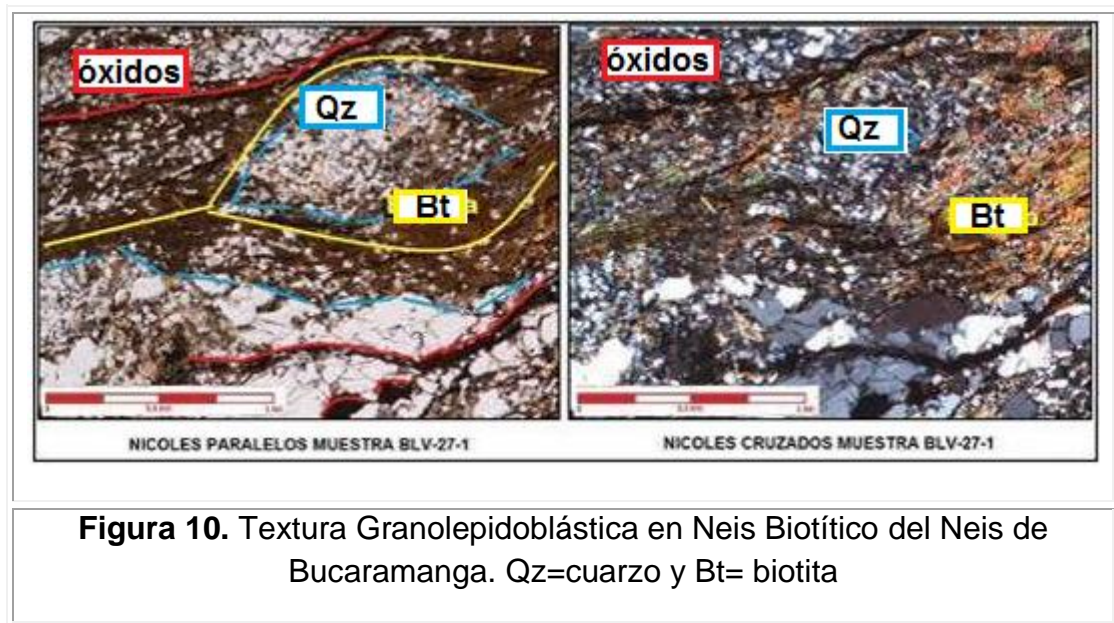 óxidos
Qz
Bt
óxidos
Qz
Bt
NICOLES PARALELOS MUESTRA BLV-27-1
NICOLES CRUZADOS MUESTRA BLV-27-1
Figura 10. Textura Granolepidoblástica en Neis Biotítico del Neis de
Bucaramanga. Qz=cuarzo y Bt= biotita